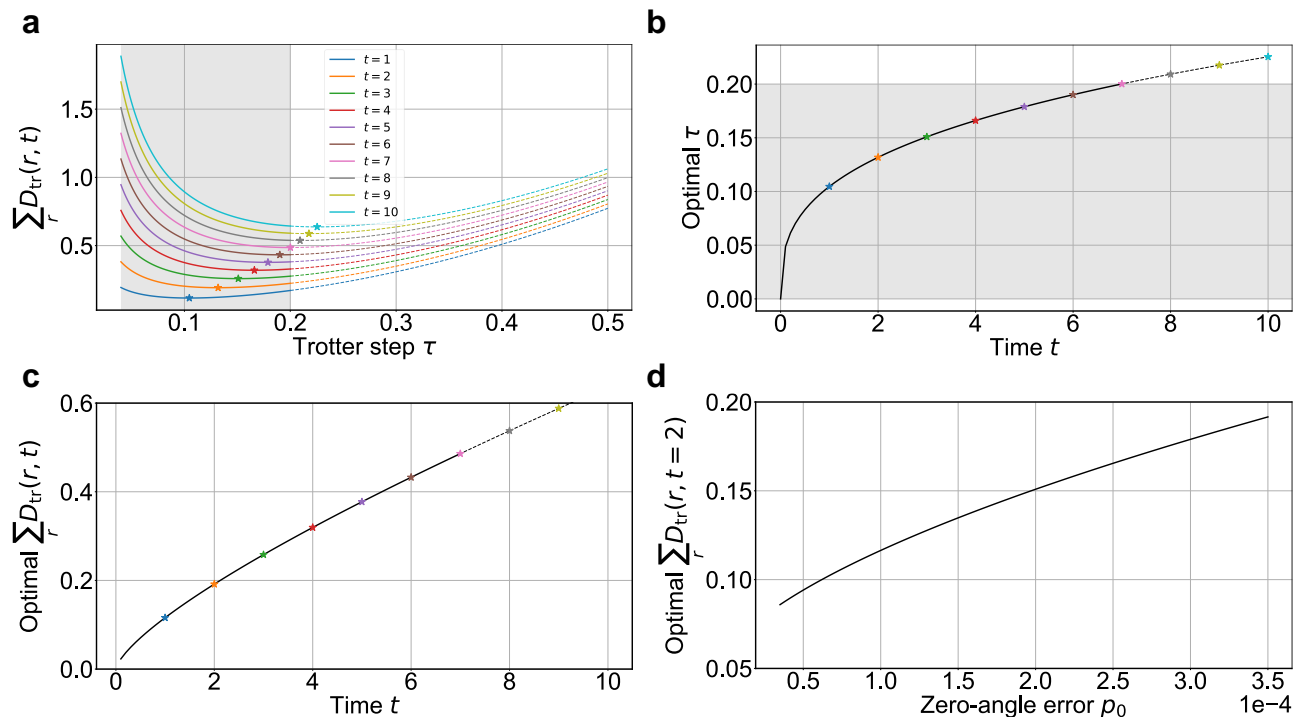 a
∑_r D_tr(r, t)
1.5
1.0
0.5
0.1
0.2
0.3
0.4
0.5
Trotter step τ
t = 1
t = 2
t = 3
t = 4
t = 5
t = 6
t = 7
t = 8
t = 9
t = 10
b
Optimal τ
0.20
0.15
0.10
0.05
0.00
0
2
4
6
8
10
Time t
c
Optimal ∑_r D_tr(r, t)
0.6
0.4
0.2
0.0
0
2
4
6
8
10
Time t
d
Optimal ∑_r D_tr(r, t = 2)
0.20
0.15
0.10
0.05
0.5
1.0
1.5
2.0
2.5
3.0
3.5
1e−4
Zero-angle error p_0